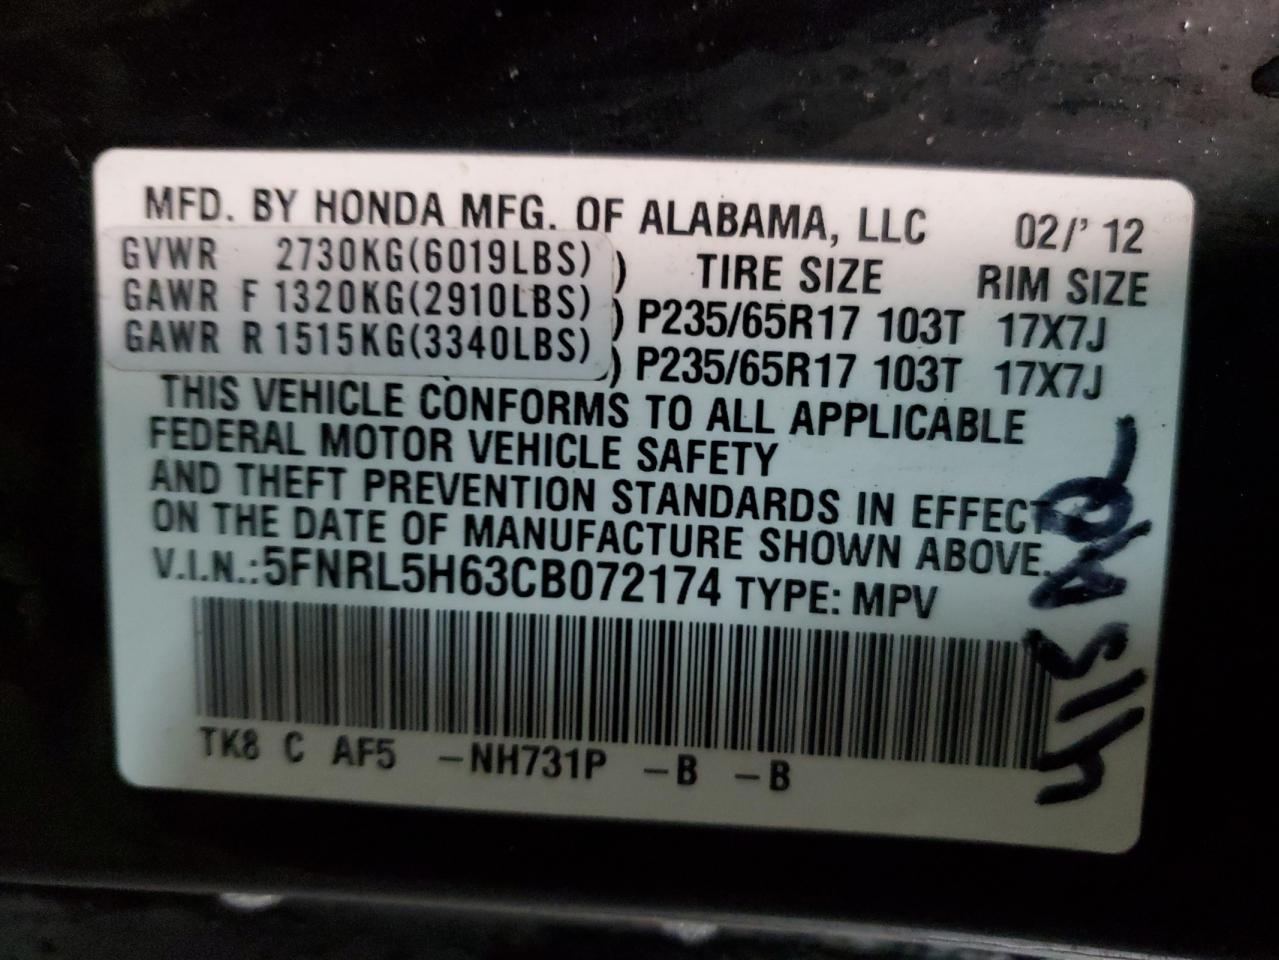 MFD. BY HONDA MFG. OF ALABAMA, LLC 02/' 12
GVWR 2730KG(6019LBS) ) TIRE SIZE RIM SIZE
GAWR F 1320KG(2910LBS) ) P235/65R17 103T 17X7J
GAWR R 1515KG(3340LBS) ) P235/65R17 103T 17X7J
THIS VEHICLE CONFORMS TO ALL APPLICABLE
FEDERAL MOTOR VEHICLE SAFETY
AND THEFT PREVENTION STANDARDS IN EFFECT
ON THE DATE OF MANUFACTURE SHOWN ABOVE.
V.I.N.:5FNRL5H63CB072174 TYPE: MPV
TK8 C AF5 -NH731P -B -B